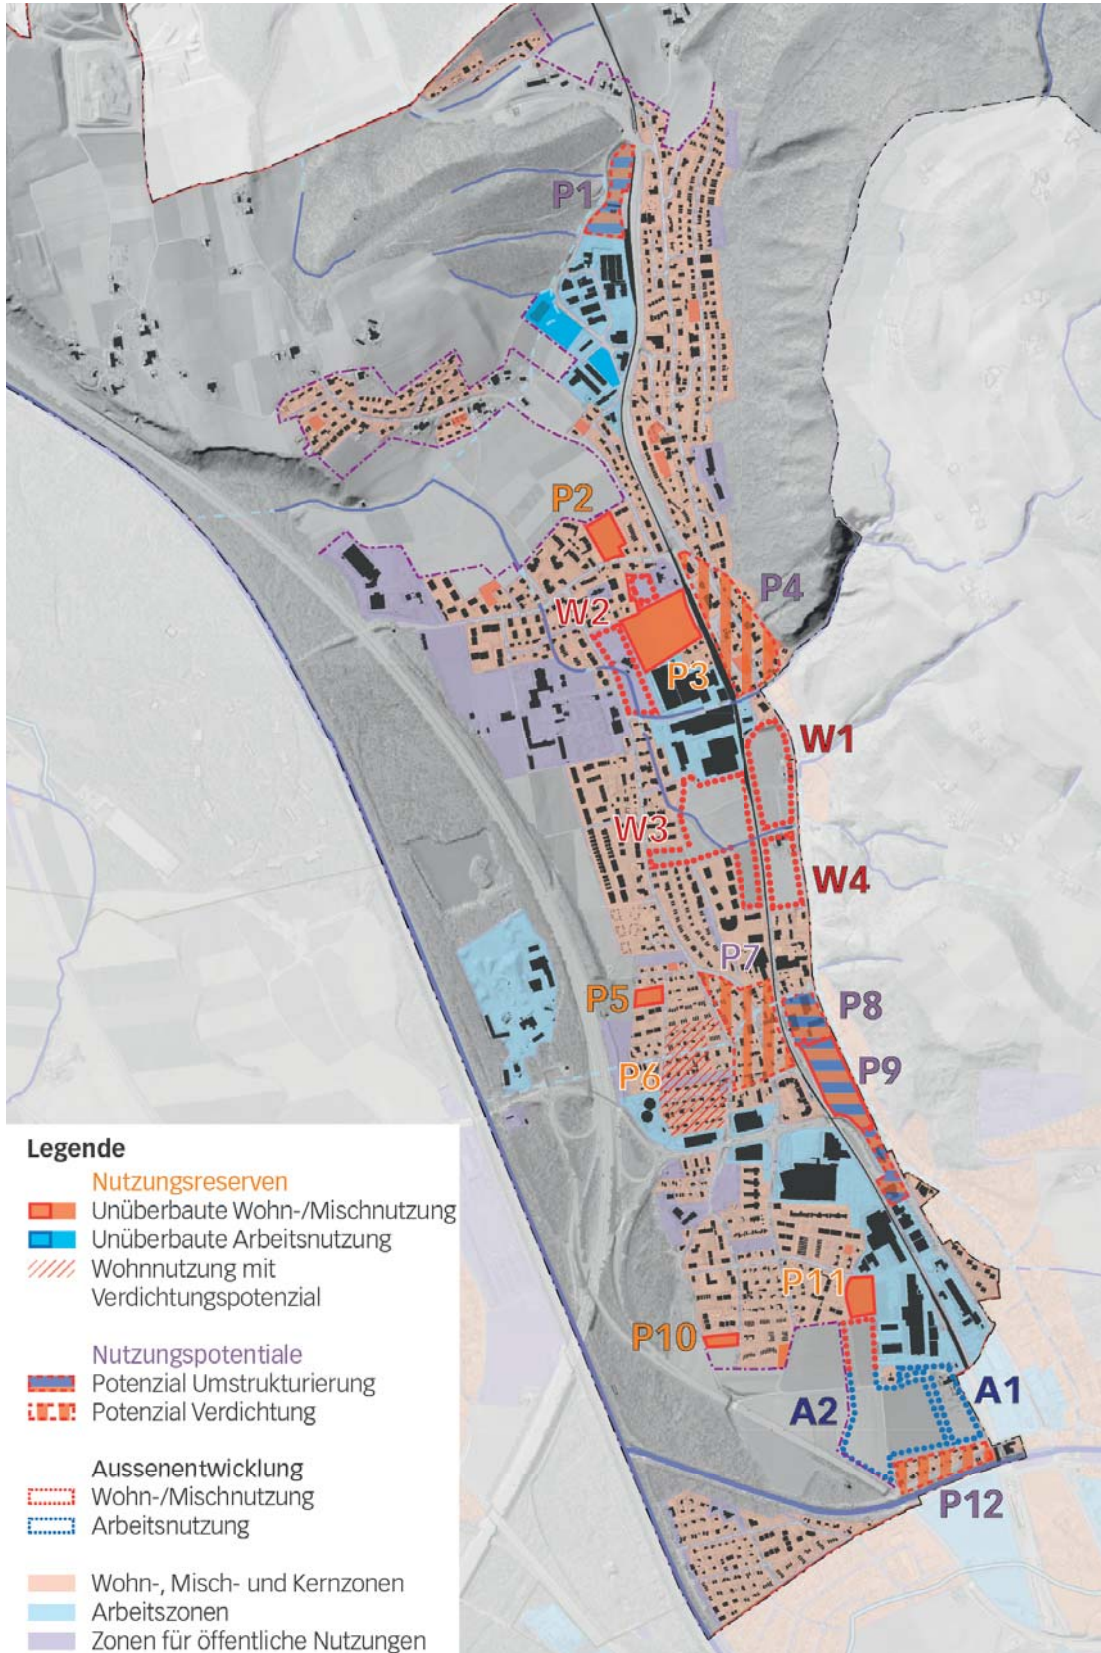 P1
P2
P4
W2
P3
W1
W3
W4
P7
P5
P8
P6
P9
P11
P10
A1
A2
P12
Legende
Nutzungsreserven
Unüberbaute Wohn-/Mischnutzung
Unüberbaute Arbeitsnutzung
Wohnnutzung mit
Verdichtungspotenzial
Nutzungspotentiale
Potenzial Umstrukturierung
Potenzial Verdichtung
Aussenentwicklung
Wohn-/Mischnutzung
Arbeitsnutzung
Wohn-, Misch- und Kernzonen
Arbeitszonen
Zonen für öffentliche Nutzungen